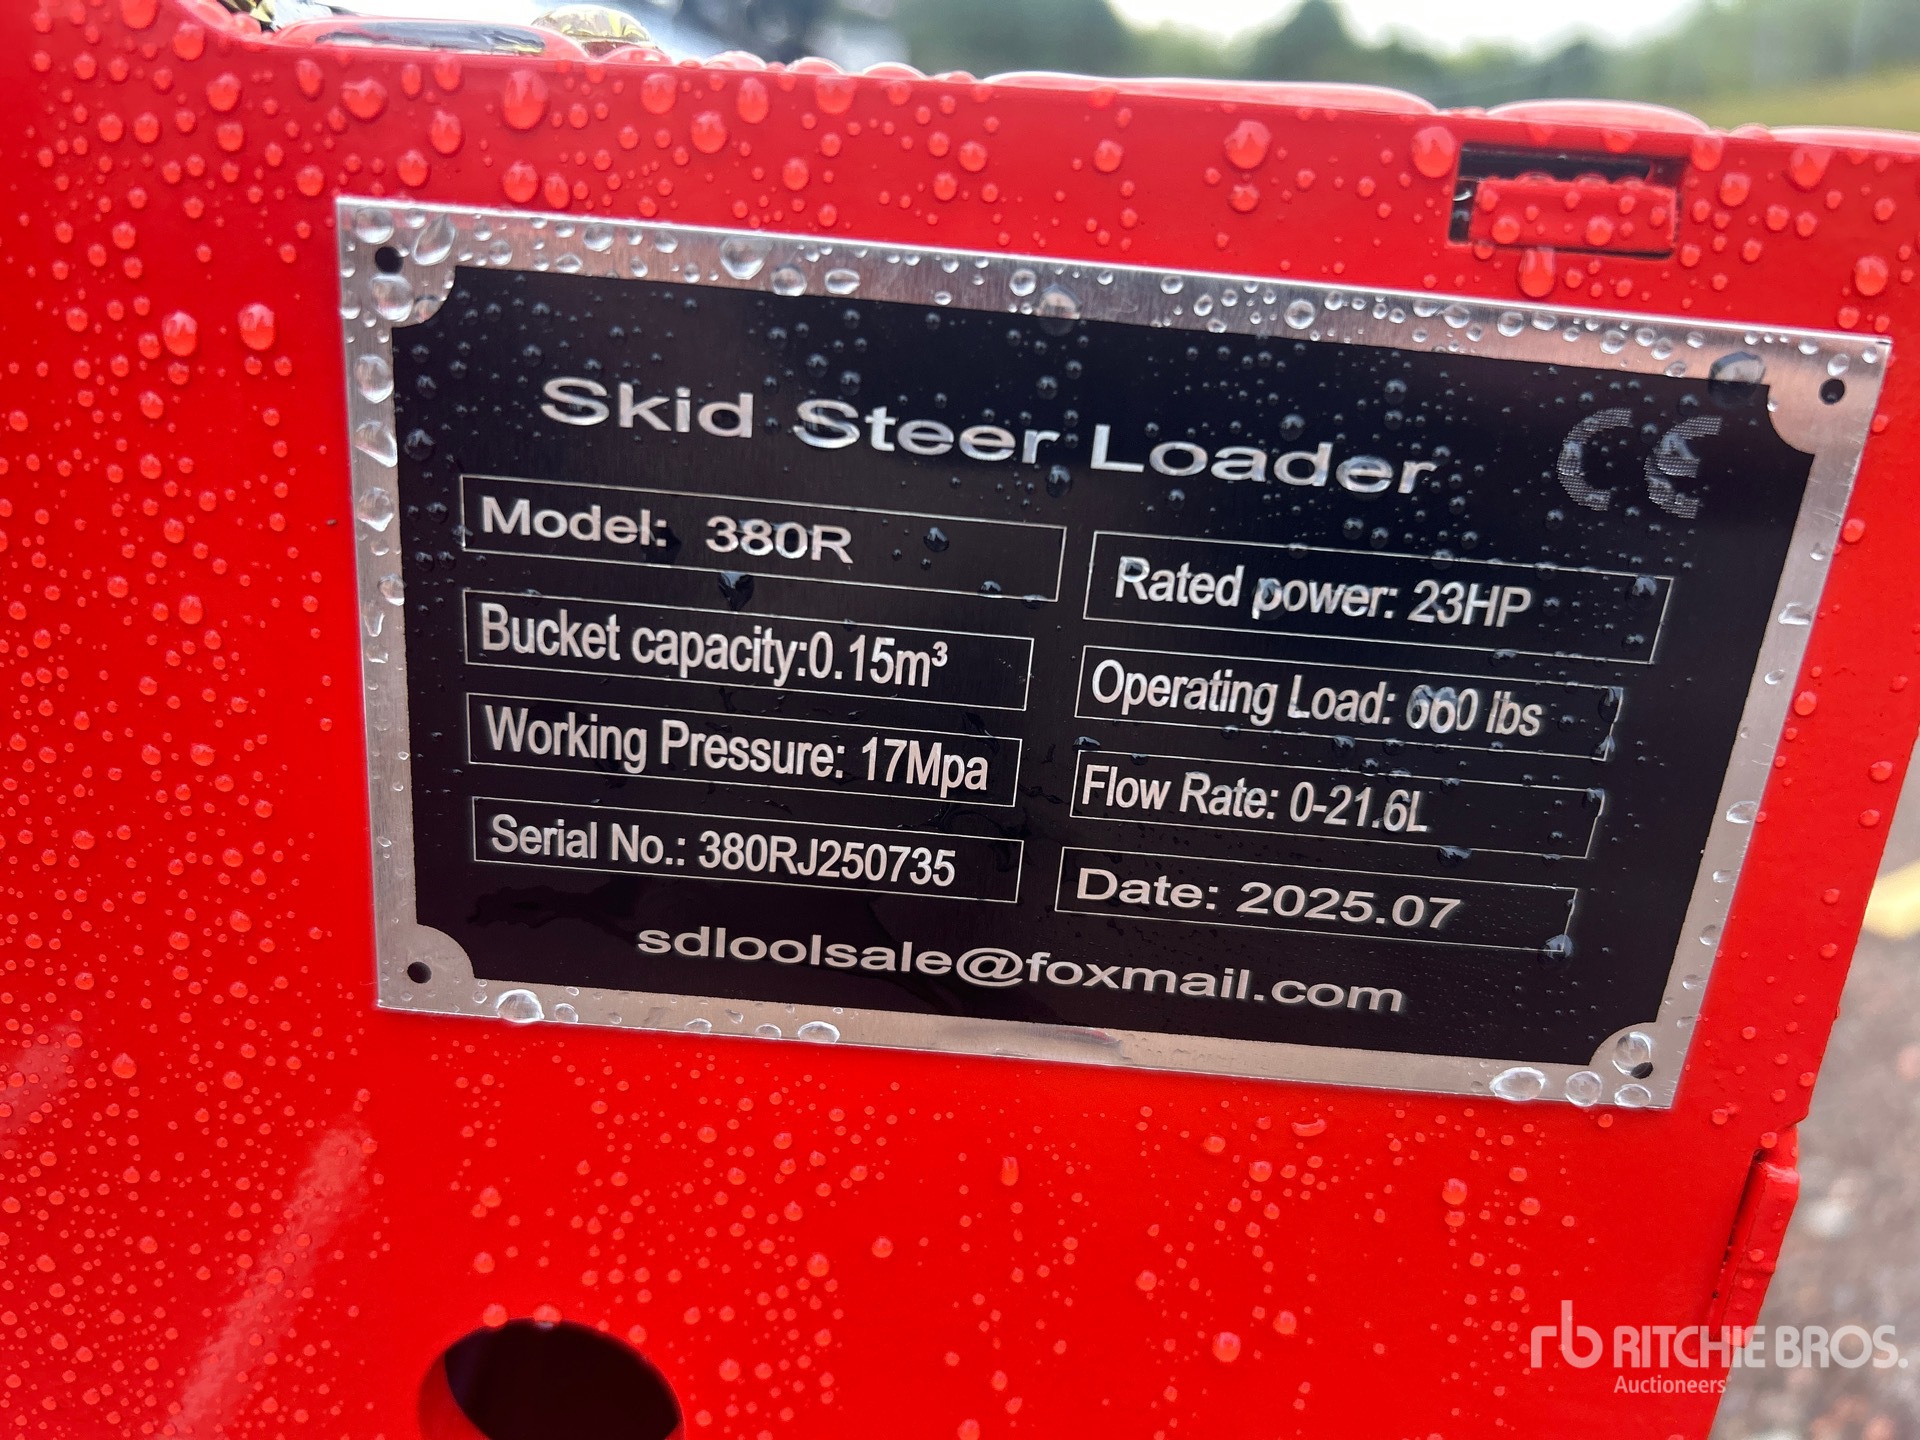 Skid Steer Loader
CE
Model: 380R
Rated power: 23HP
Bucket capacity:0.15m³
Operating Load: 660 lbs
Working Pressure: 17Mpa
Flow Rate: 0-21.6L
Serial No.: 380RJ250735
Date: 2025.07
sdloolsale@foxmail.com
rb RITCHIE BROS.
Auctioneers